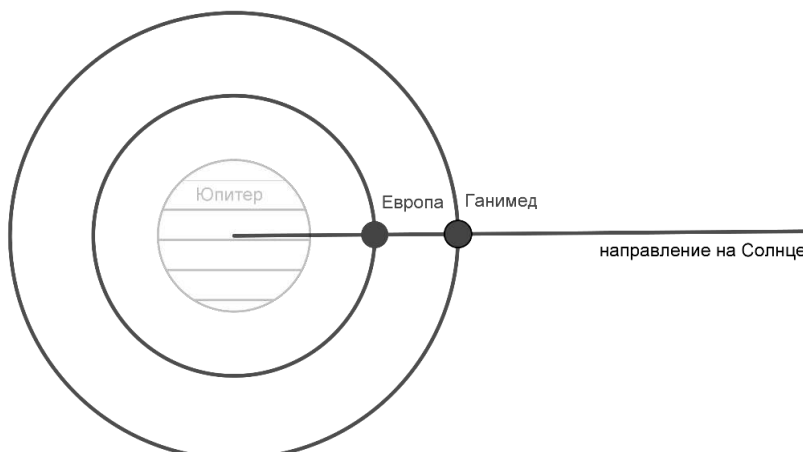 Юпитер
Европа
Ганимед
направление на Солнце